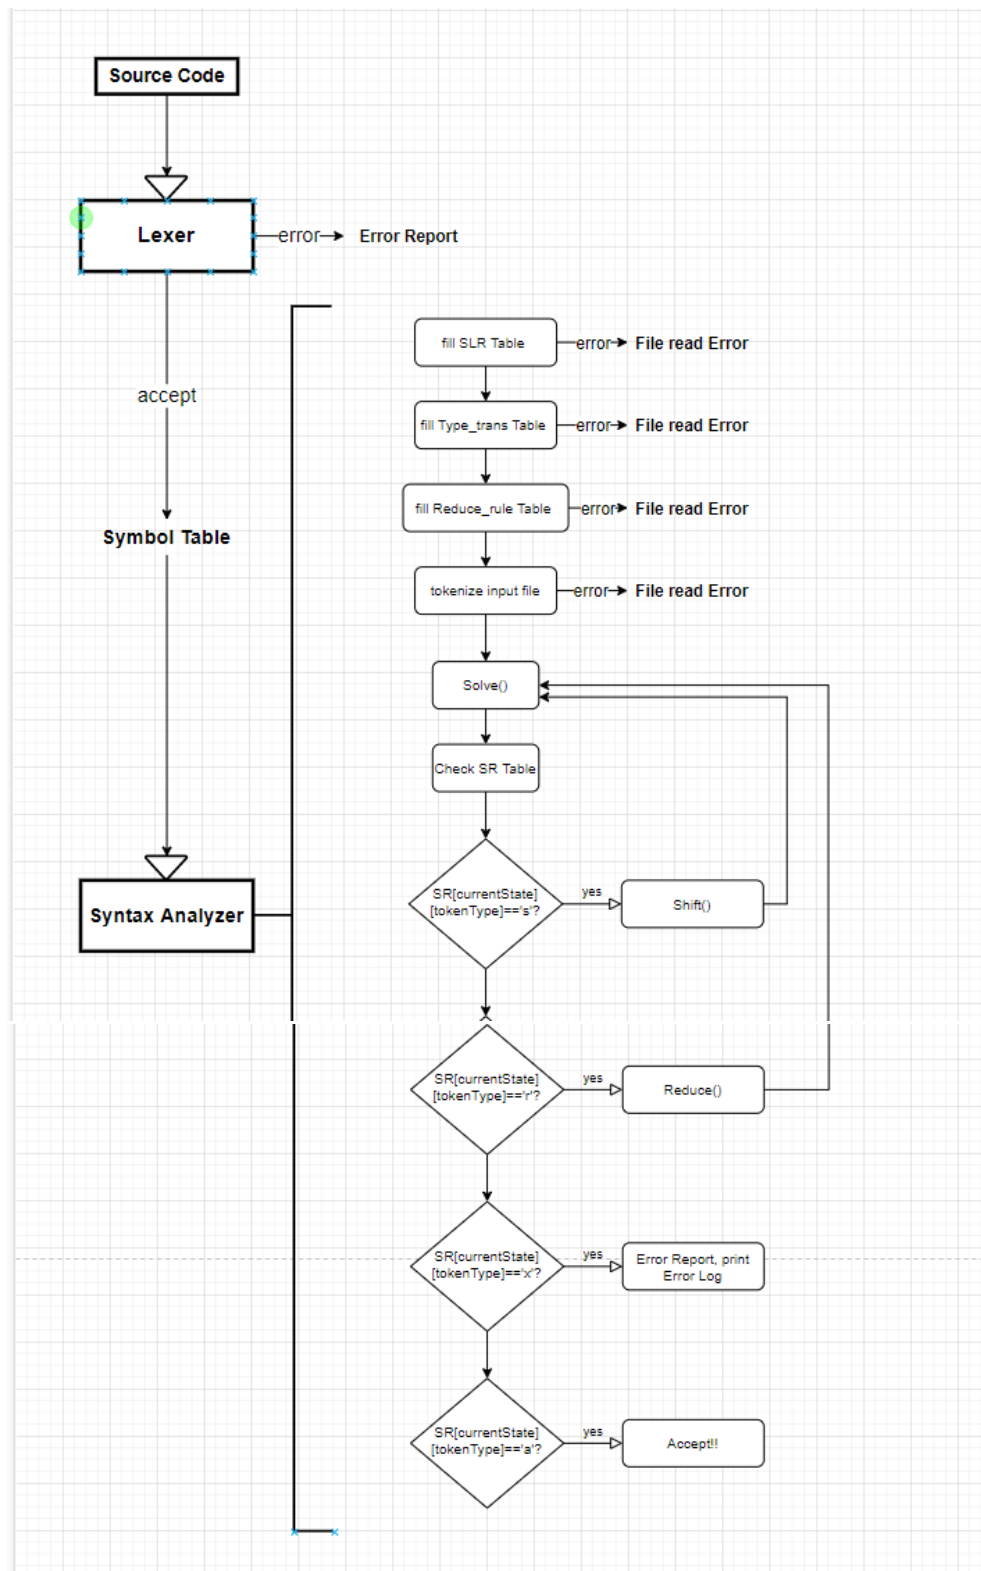 Source Code
Lexer
error
Error Report
accept
Symbol Table
Syntax Analyzer
fill SLR Table
error
File read Error
fill Type_trans Table
error
File read Error
fill Reduce_rule Table
error
File read Error
tokenize input file
error
File read Error
Solve()
Check SR Table
SR[currentState]
[tokenType]=='s'?
yes
Shift()
SR[currentState]
[tokenType]=='r'?
yes
Reduce()
SR[currentState]
[tokenType]=='x'?
yes
Error Report, print
Error Log
SR[currentState]
[tokenType]=='a'?
yes
Accept!!